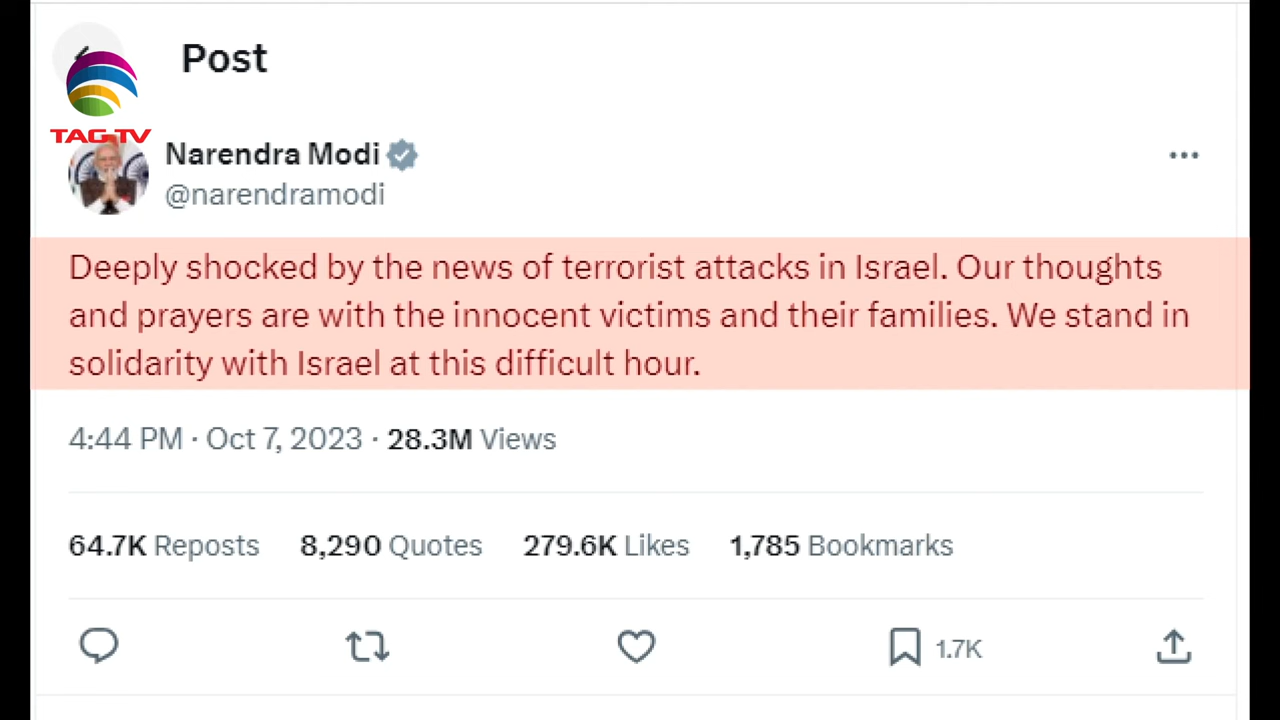 Post
TAG TV
Narendra Modi
@narendramodi
Deeply shocked by the news of terrorist attacks in Israel. Our thoughts
and prayers are with the innocent victims and their families. We stand in
solidarity with Israel at this difficult hour.
4:44 PM · Oct 7, 2023 · 28.3M Views
64.7K Reposts 8,290 Quotes 279.6K Likes 1,785 Bookmarks
1.7K